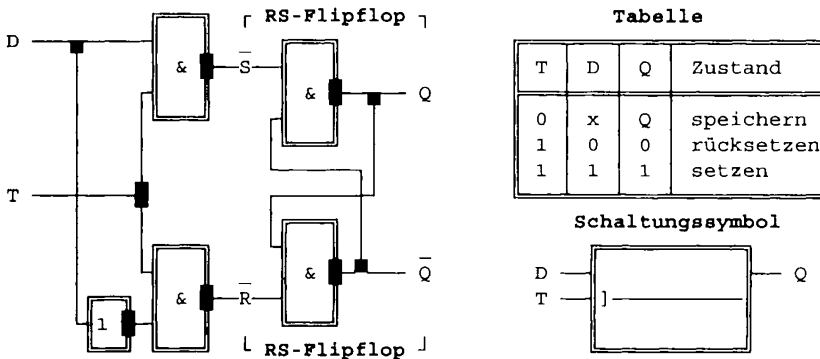 RS-Flipflop
D
&
S
&
Q
T
&
R
&
Q
1
RS-Flipflop
Tabelle
T D Q Zustand
0 x Q speichern
1 0 0 rücksetzen
1 1 1 setzen
Schaltungssymbol
D
Q
T
]